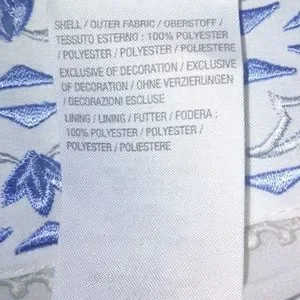 SHELL / OUTER FABRIC / OBERSTOFF /
TESSUTO ESTERNO : 100% POLYESTER
/ POLYESTER / POLYESTER / POLIESTERE
EXCLUSIVE OF DECORATION / EXCLUSIVE
OF DECORATION / OHNE VERZIERUNGEN
/ DECORAZIONI ESCLUSE
LINING / LINING / FUTTER / FODERA :
100% POLYESTER / POLYESTER /
POLYESTER / POLIESTERE